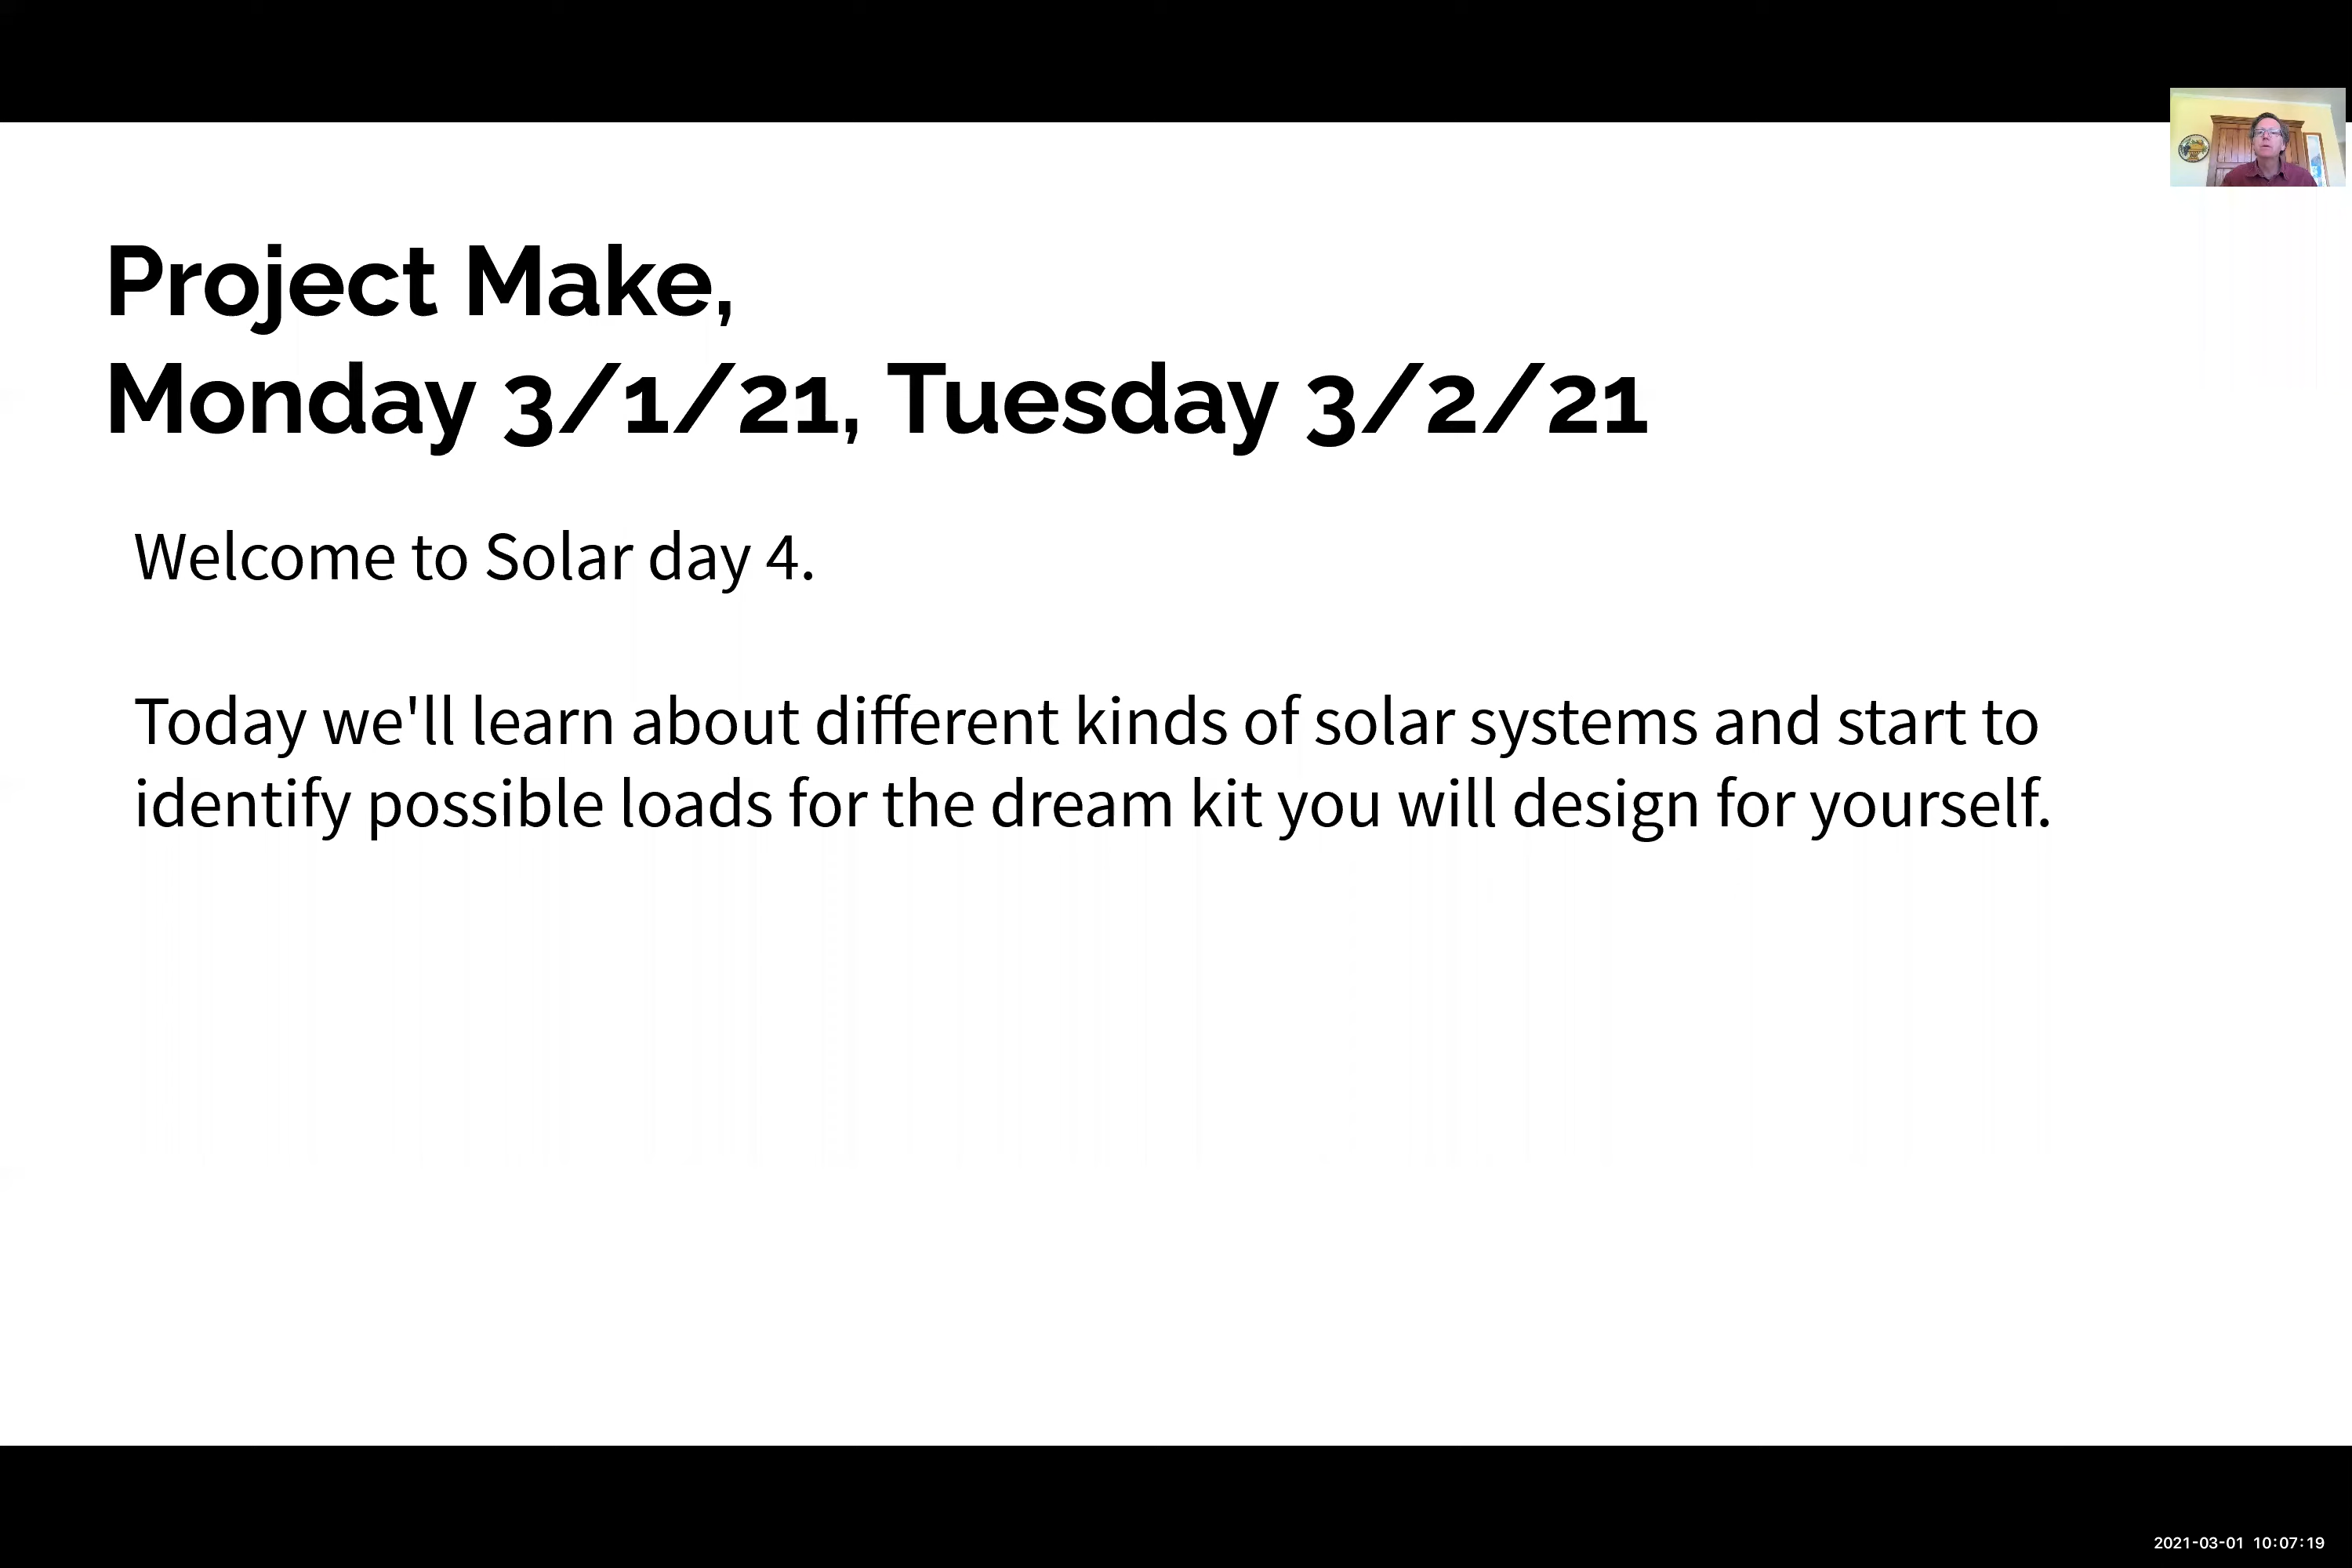 Project Make,
Monday 3/1/21, Tuesday 3/2/21
Welcome to Solar day 4.
Today we'll learn about different kinds of solar systems and start to
identify possible loads for the dream kit you will design for yourself.
2021-03-01 10:07:19